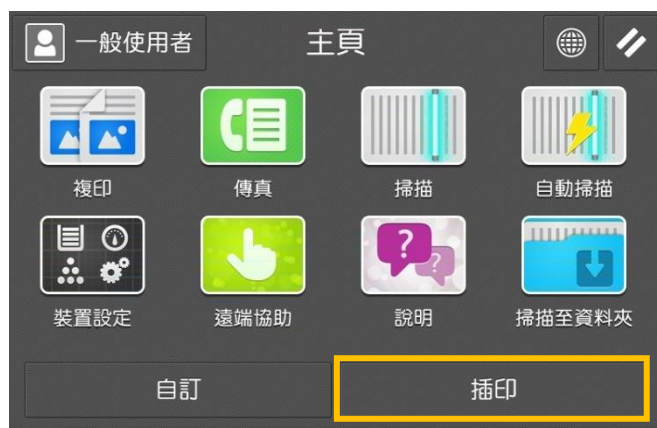 一般使用者 主頁
複印 傳真 掃描 自動掃描
? ?
裝置設定 遠端協助 說明 掃描至資料夾
自訂 插印